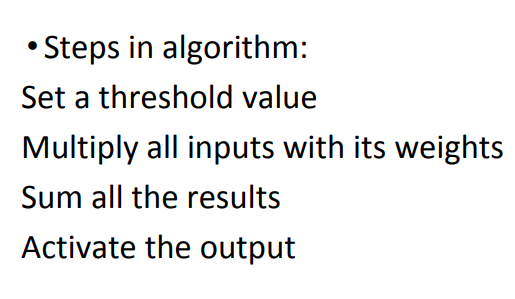 • Steps in algorithm:
Set a threshold value
Multiply all inputs with its weights
Sum all the results
Activate the output